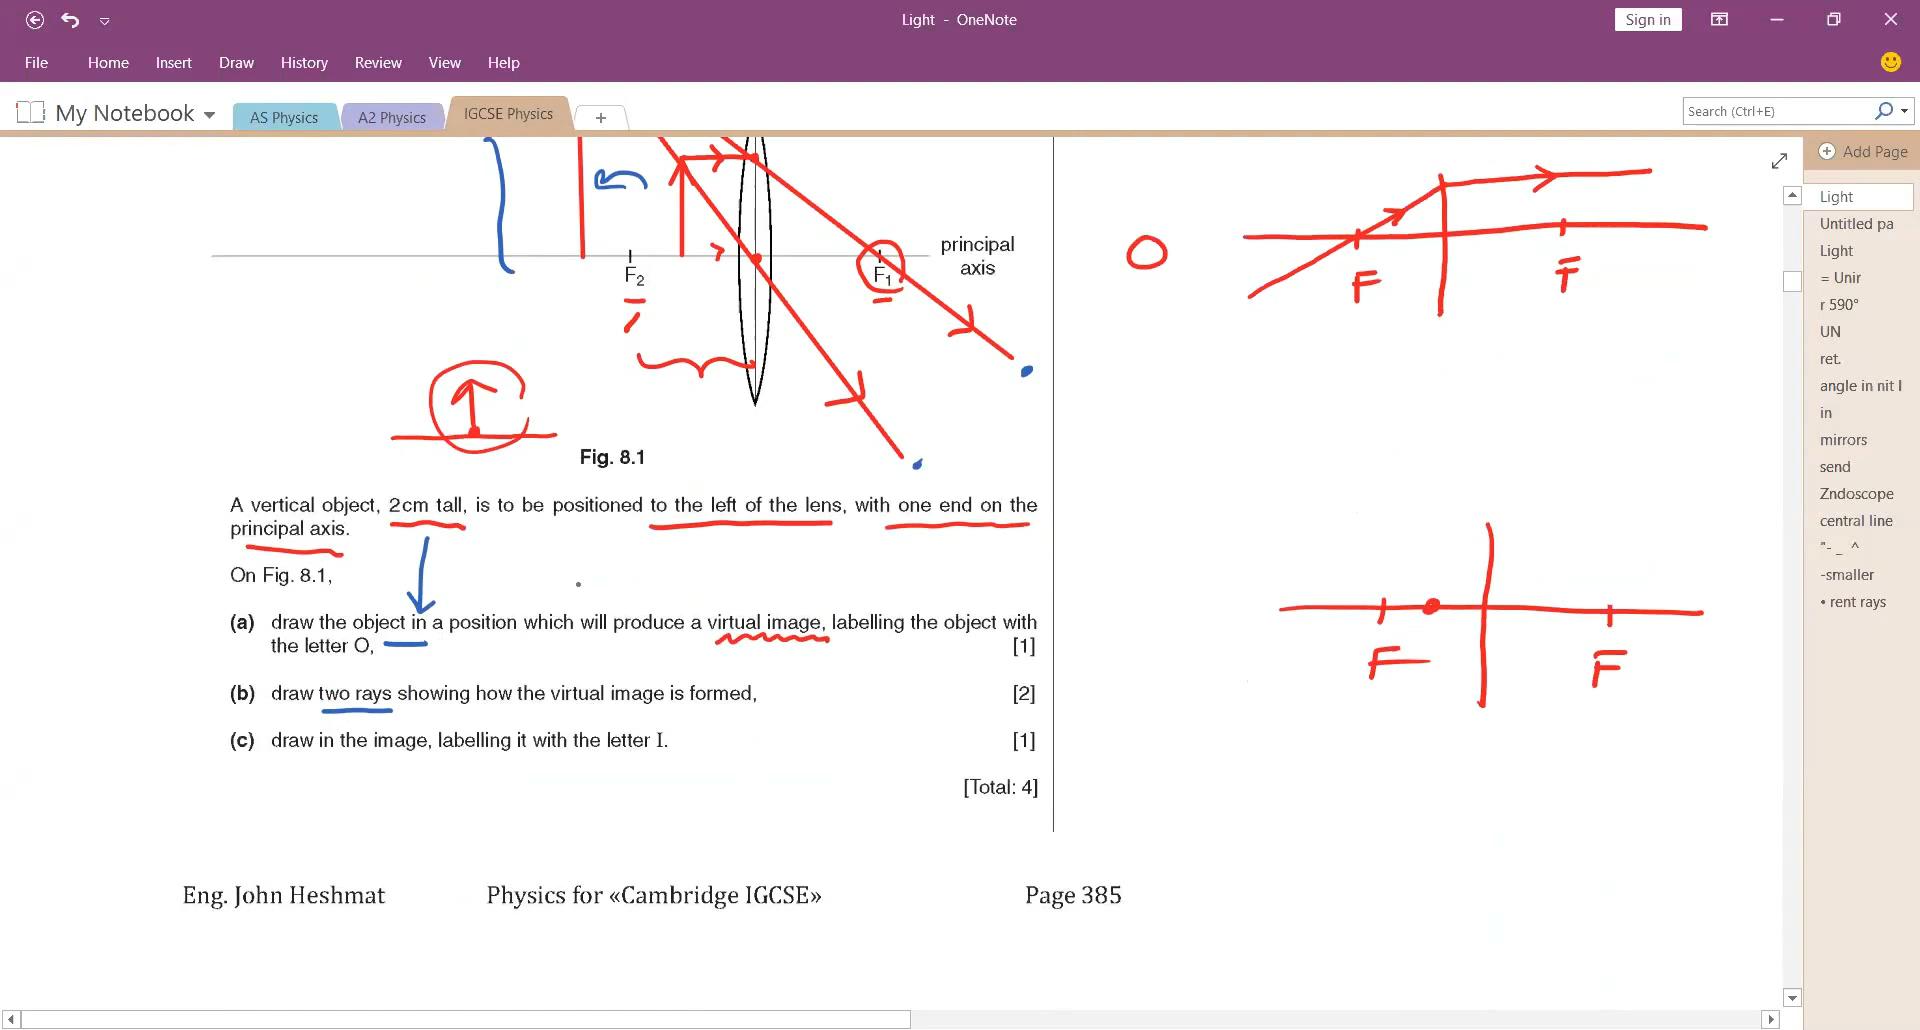 Light - OneNote
Sign in
File Home Insert Draw History Review View Help
My Notebook
AS Physics
A2 Physics
IGCSE Physics
+
Search (Ctrl+E)
Add Page
Light
Untitled pa
Light
= Unir
r 590°
UN
ret.
angle in nit I
in
mirrors
send
Zndoscope
central line
"- _ ^
-smaller
• rent rays
principal
axis
F2
F1
Fig. 8.1
A vertical object, 2cm tall, is to be positioned to the left of the lens, with one end on the
principal axis.
On Fig. 8.1,
(a) draw the object in a position which will produce a virtual image, labelling the object with
the letter O, [1]
(b) draw two rays showing how the virtual image is formed, [2]
(c) draw in the image, labelling it with the letter I. [1]
[Total: 4]
O
F F
F F
Eng. John Heshmat Physics for «Cambridge IGCSE» Page 385